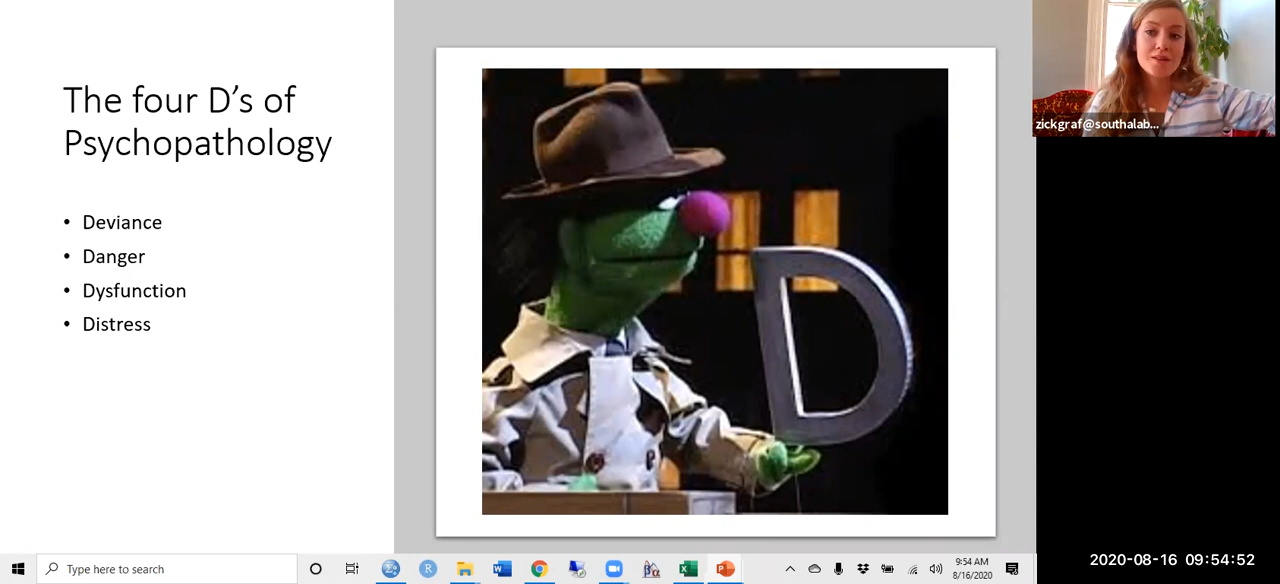 The four D’s of
Psychopathology
• Deviance
• Danger
• Dysfunction
• Distress
D
zickgraf@southalab...
Type here to search
9:54 AM
8/16/2020
2020-08-16 09:54:52